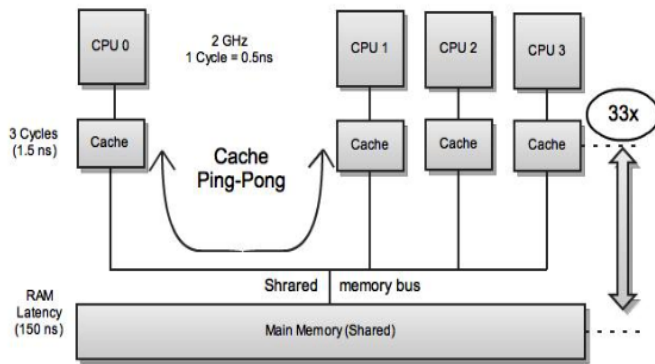 CPU 0
2 GHz
1 Cycle = 0.5ns
CPU 1
CPU 2
CPU 3
33x
3 Cycles
(1.5 ns)
Cache
Cache
Ping-Pong
Cache
Cache
Cache
Shrared memory bus
RAM
Latency
(150 ns)
Main Memory (Shared)